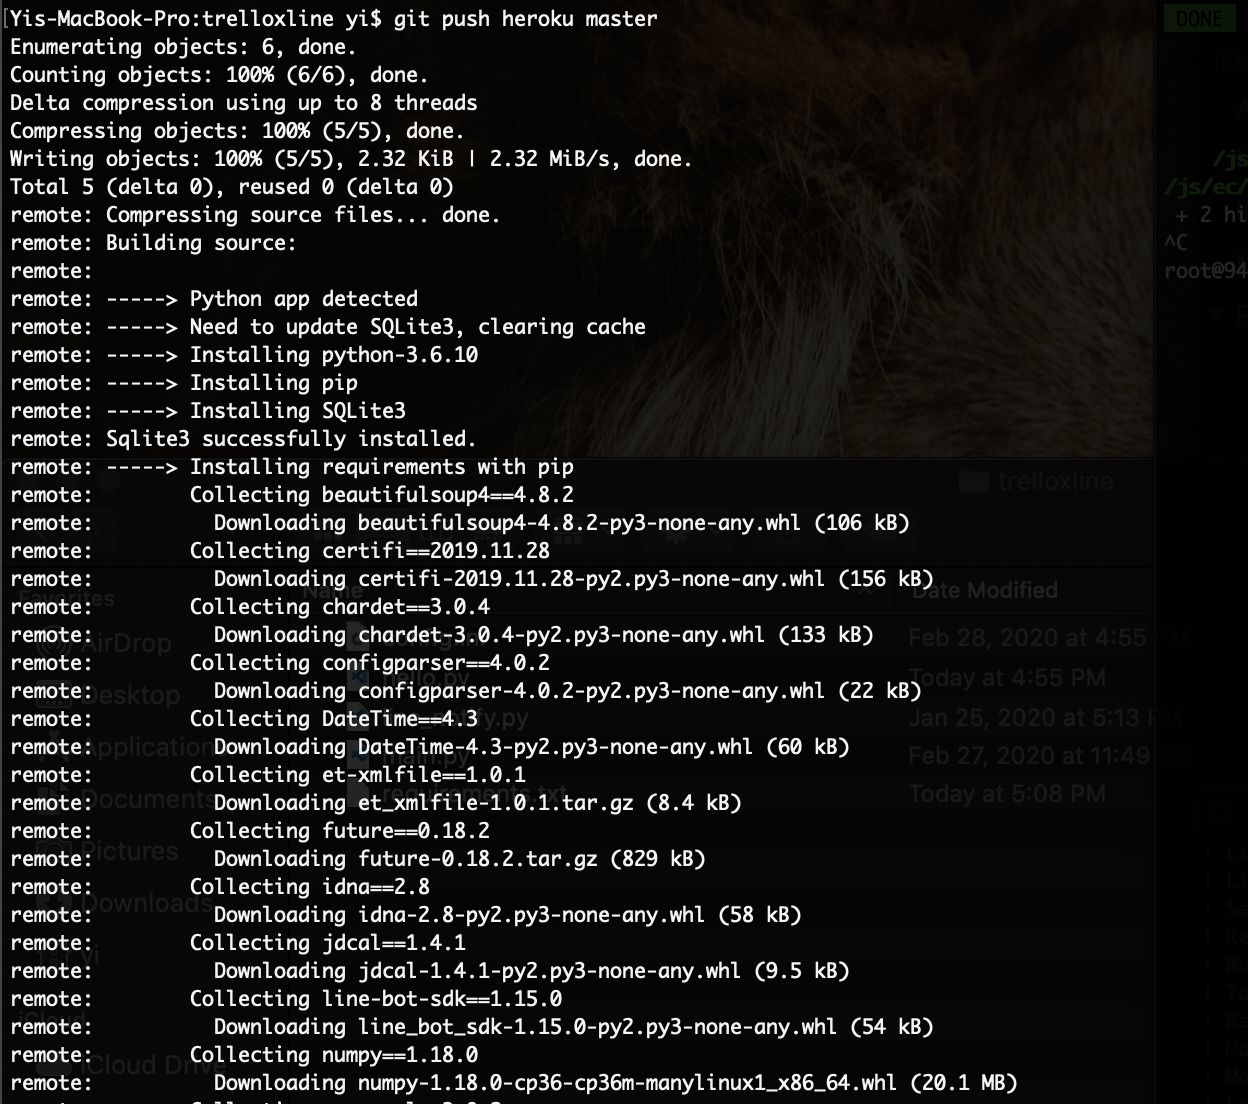 Yis-MacBook-Pro:trelloxline yi$ git push heroku master
Enumerating objects: 6, done.
Counting objects: 100% (6/6), done.
Delta compression using up to 8 threads
Compressing objects: 100% (5/5), done.
Writing objects: 100% (5/5), 2.32 KiB | 2.32 MiB/s, done.
Total 5 (delta 0), reused 0 (delta 0)
remote: Compressing source files... done.
remote: Building source:
remote:
remote: -----> Python app detected
remote: -----> Need to update SQLite3, clearing cache
remote: -----> Installing python-3.6.10
remote: -----> Installing pip
remote: -----> Installing SQLite3
remote: Sqlite3 successfully installed.
remote: -----> Installing requirements with pip
remote: Collecting beautifulsoup4==4.8.2
remote: Downloading beautifulsoup4-4.8.2-py3-none-any.whl (106 kB)
remote: Collecting certifi==2019.11.28
remote: Downloading certifi-2019.11.28-py2.py3-none-any.whl (156 kB)
remote: Collecting chardet==3.0.4
remote: Downloading chardet-3.0.4-py2.py3-none-any.whl (133 kB)
remote: Collecting configparser==4.0.2
remote: Downloading configparser-4.0.2-py2.py3-none-any.whl (22 kB)
remote: Collecting DateTime==4.3
remote: Downloading DateTime-4.3-py2.py3-none-any.whl (60 kB)
remote: Collecting et-xmlfile==1.0.1
remote: Downloading et_xmlfile-1.0.1.tar.gz (8.4 kB)
remote: Collecting future==0.18.2
remote: Downloading future-0.18.2.tar.gz (829 kB)
remote: Collecting idna==2.8
remote: Downloading idna-2.8-py2.py3-none-any.whl (58 kB)
remote: Collecting jdcal==1.4.1
remote: Downloading jdcal-1.4.1-py2.py3-none-any.whl (9.5 kB)
remote: Collecting line-bot-sdk==1.15.0
remote: Downloading line_bot_sdk-1.15.0-py2.py3-none-any.whl (54 kB)
remote: Collecting numpy==1.18.0
remote: Downloading numpy-1.18.0-cp36-cp36m-manylinux1_x86_64.whl (20.1 MB)
DONE
/js
/js/ec/
+ 2 hi
^C
root@94
trelloxline
Favorites
AirDrop
Desktop
Application
Documents
Pictures
Downloads
yi
iCloud
iCloud Drive
Name
Date Modified
hello.py
Feb 28, 2020 at 4:55 PM
Today at 4:55 PM
Jan 25, 2020 at 5:13 PM
main.py
Feb 27, 2020 at 11:49 PM
requirements.txt
Today at 5:08 PM